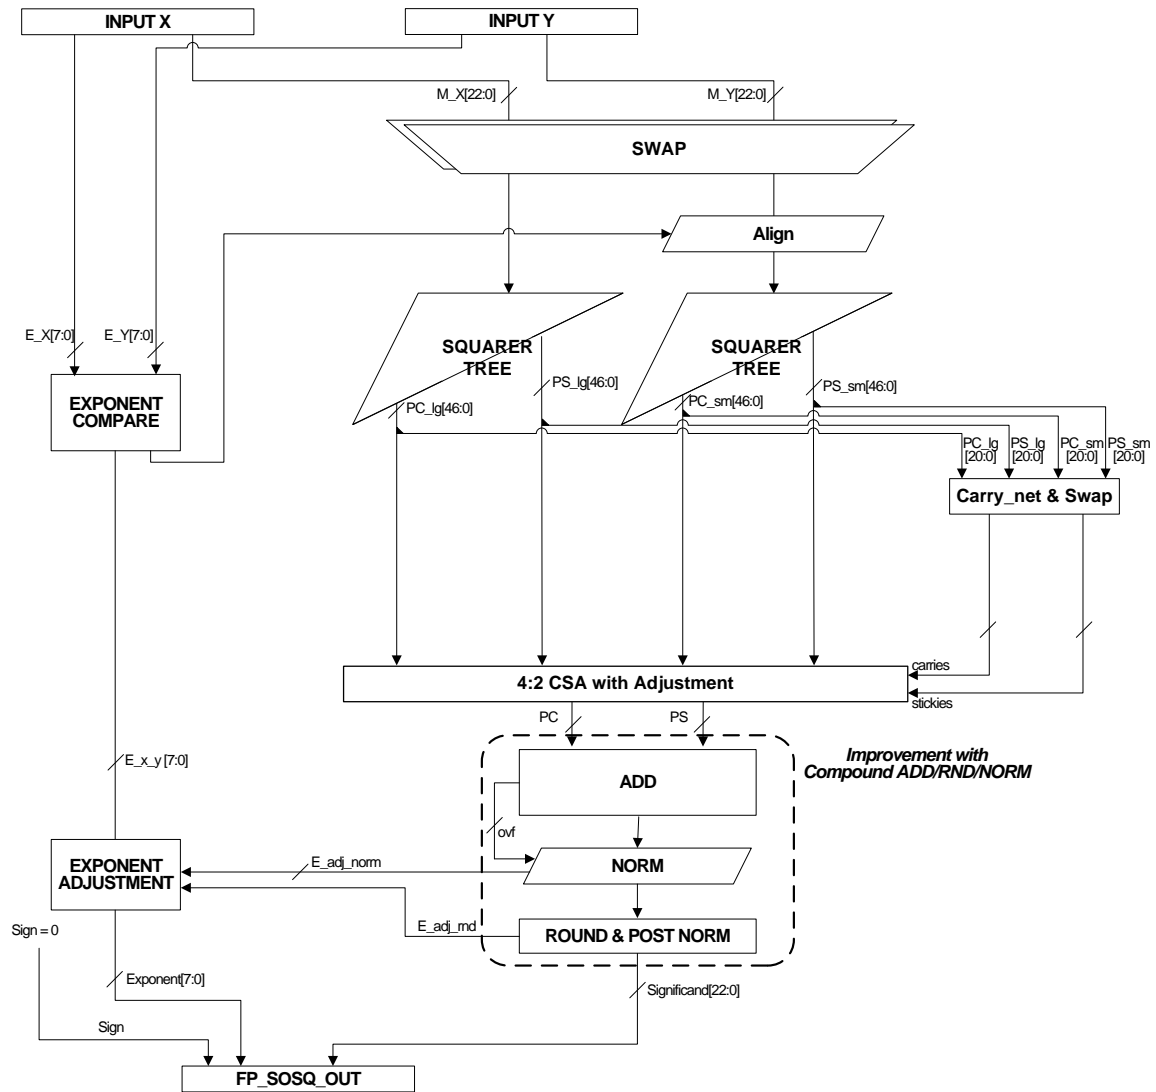 INPUT X
INPUT Y
M_X[22:0]
M_Y[22:0]
SWAP
Align
E_X[7:0]
E_Y[7:0]
SQUARER
TREE
SQUARER
TREE
EXPONENT
COMPARE
PS_lg[46:0]
PS_sm[46:0]
PC_lg[46:0]
PC_sm[46:0]
PC_lg
[20:0]
PS_lg
[20:0]
PC_sm
[20:0]
PS_sm
[20:0]
Carry_net & Swap
carries
4:2 CSA with Adjustment
stickies
PC
PS
Improvement with
Compound ADD/RND/NORM
E_x_y [7:0]
ADD
ovf
EXPONENT
ADJUSTMENT
E_adj_norm
NORM
E_adj_rnd
ROUND & POST NORM
Sign = 0
Exponent[7:0]
Significand[22:0]
Sign
FP_SOSQ_OUT